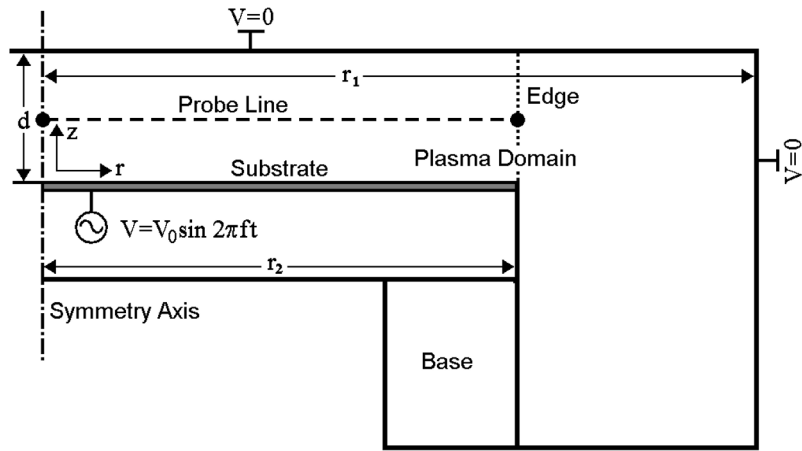 V=0
r₁
Probe Line
Edge
d
z
r
Substrate
Plasma Domain
V=0
V=V₀sin 2πft
r₂
Symmetry Axis
Base